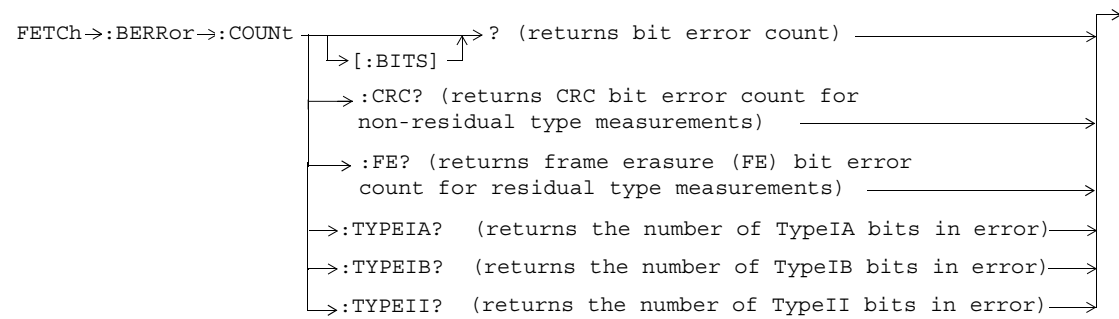 FETCh :BERRor :COUNt ? (returns bit error count)
[:BITS]
:CRC? (returns CRC bit error count for
non-residual type measurements)
:FE? (returns frame erasure (FE) bit error
count for residual type measurements)
:TYPEIA? (returns the number of TypeIA bits in error)
:TYPEIB? (returns the number of TypeIB bits in error)
:TYPEII? (returns the number of TypeII bits in error)